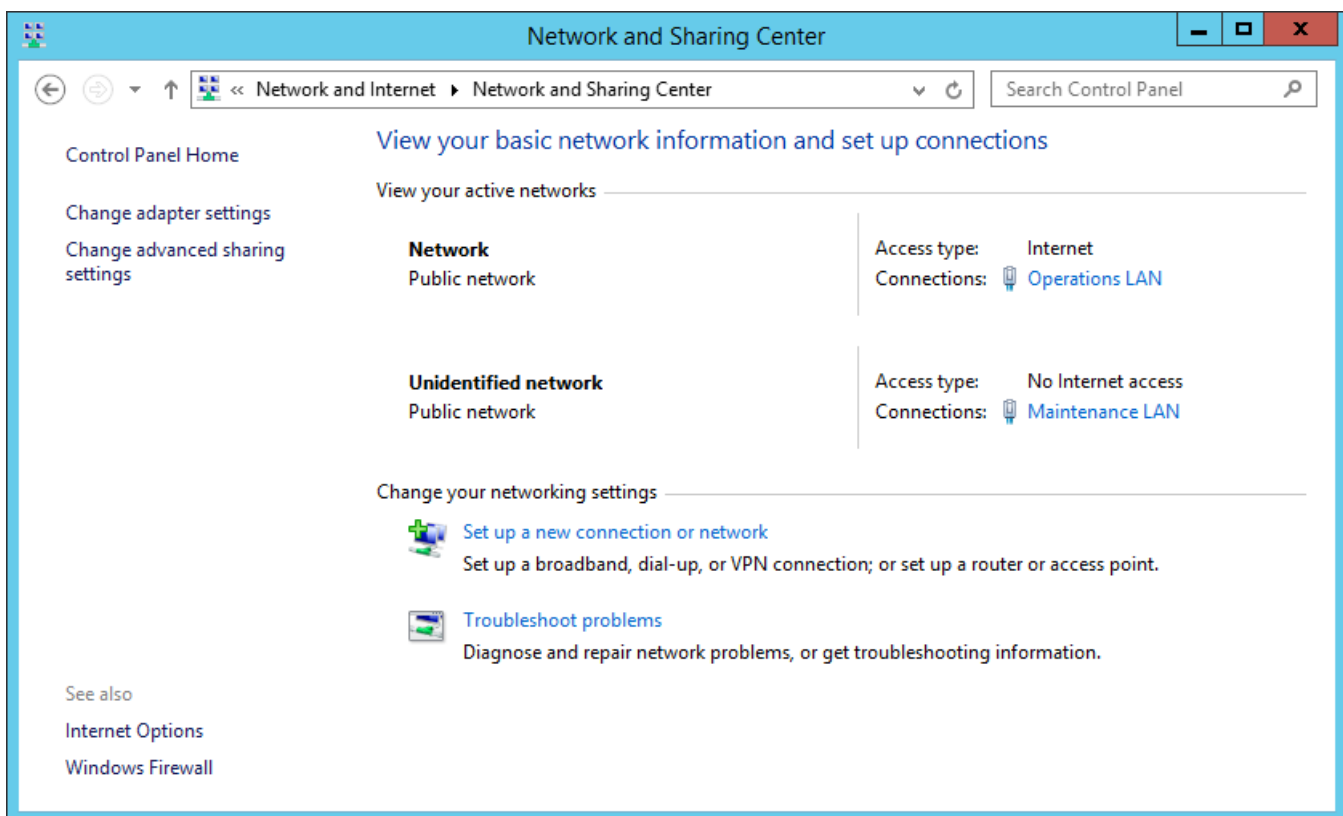 Network and Sharing Center
« Network and Internet ▸ Network and Sharing Center
Search Control Panel
Control Panel Home
Change adapter settings
Change advanced sharing
settings
See also
Internet Options
Windows Firewall
View your basic network information and set up connections
View your active networks
Network
Public network
Access type: Internet
Connections: Operations LAN
Unidentified network
Public network
Access type: No Internet access
Connections: Maintenance LAN
Change your networking settings
Set up a new connection or network
Set up a broadband, dial-up, or VPN connection; or set up a router or access point.
Troubleshoot problems
Diagnose and repair network problems, or get troubleshooting information.